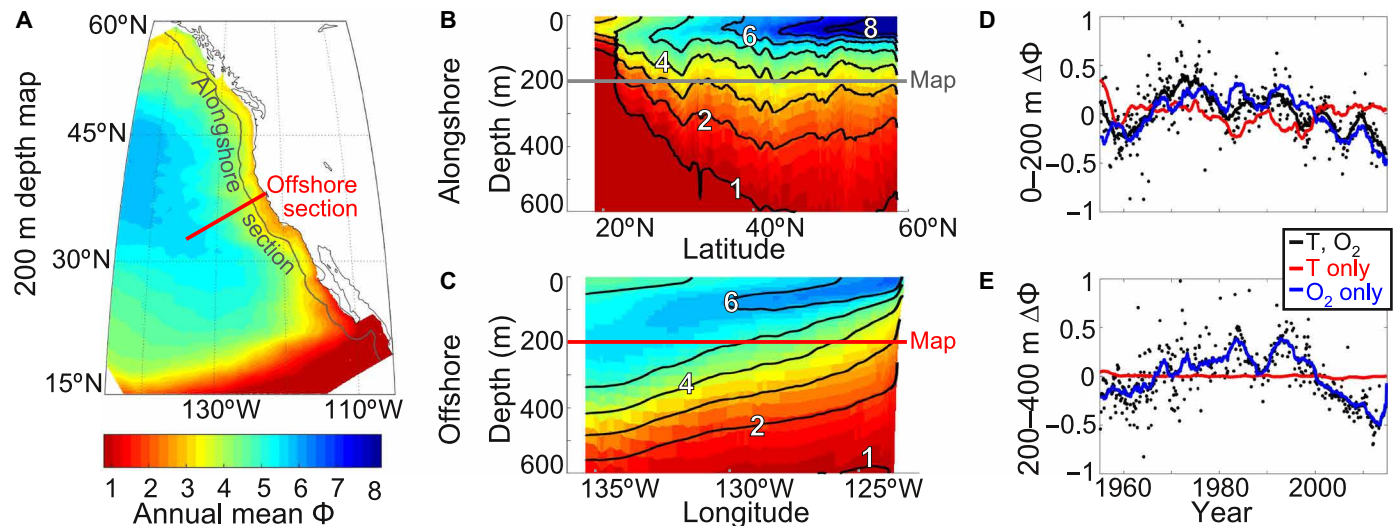 A
200 m depth map
60ºN
45ºN
30ºN
15ºN
130ºW
110ºW
Alongshore section
Offshore
section
1 2 3 4 5 6 7 8
Annual mean Φ
B
Alongshore
Depth (m)
0
200
400
600
20ºN
40ºN
60ºN
Latitude
6
8
4
2
1
Map
C
Offshore
Depth (m)
0
200
400
600
135ºW
130ºW
125ºW
Longitude
6
4
2
1
Map
D
0–200 m ΔΦ
1
0.5
0
−0.5
−1
T, O₂
T only
O₂ only
E
200–400 m ΔΦ
1
0.5
0
−0.5
−1
1960
1980
2000
Year